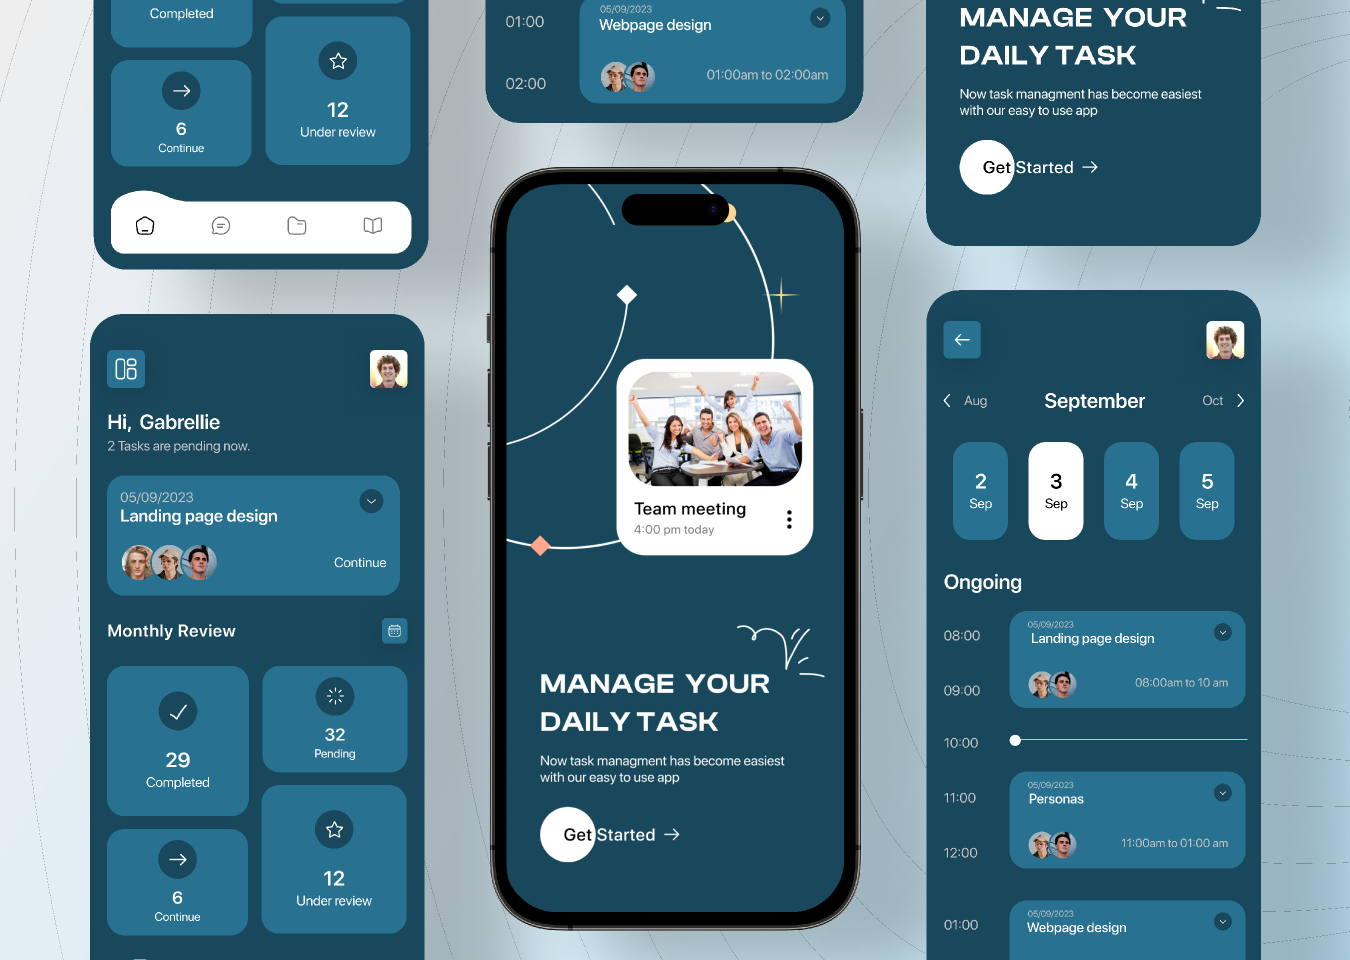 Completed
6
Continue
12
Under review
01:00
05/09/2023
Webpage design
02:00
01:00am to 02:00am
MANAGE YOUR
DAILY TASK
Now task managment has become easiest
with our easy to use app
Get Started
Hi, Gabrellie
2 Tasks are pending now.
05/09/2023
Landing page design
Continue
Monthly Review
29
Completed
32
Pending
6
Continue
12
Under review
Team meeting
4:00 pm today
MANAGE YOUR
DAILY TASK
Now task managment has become easiest
with our easy to use app
Get Started
Aug
September
Oct
2
Sep
3
Sep
4
Sep
5
Sep
Ongoing
08:00
05/09/2023
Landing page design
09:00
08:00am to 10 am
10:00
11:00
05/09/2023
Personas
12:00
11:00am to 01:00 am
01:00
05/09/2023
Webpage design